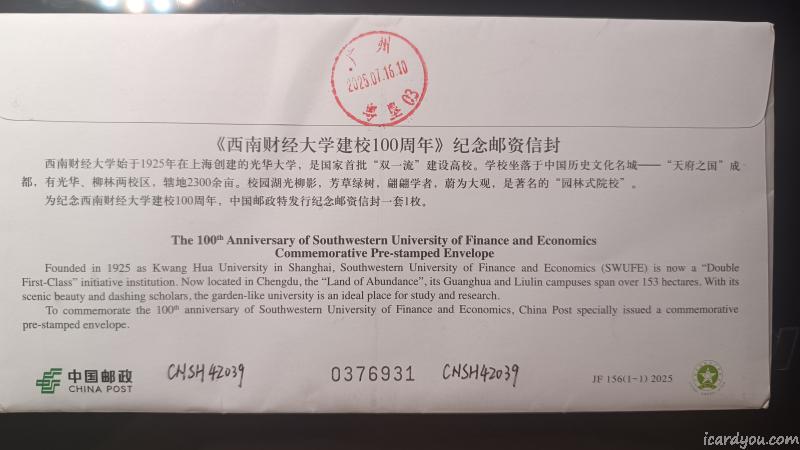 广州
2025.07.16.10
03
《西南财经大学建校100周年》纪念邮资信封
西南财经大学始于1925年在上海创建的光华大学，是国家首批“双一流”建设高校。学校坐落于中国历史文化名城——“天府之国”成
都，有光华、柳林两校区，辖地2300余亩。校园湖光柳影，芳草绿树，翩翩学者，蔚为大观，是著名的“园林式院校”。
为纪念西南财经大学建校100周年，中国邮政特发行纪念邮资信封一套1枚。
The 100th Anniversary of Southwestern University of Finance and Economics
Commemorative Pre-stamped Envelope
Founded in 1925 as Kwang Hua University in Shanghai, Southwestern University of Finance and Economics (SWUFE) is now a “Double
First-Class” initiative institution. Now located in Chengdu, the “Land of Abundance”, its Guanghua and Liulin campuses span over 153 hectares. With its
scenic beauty and dashing scholars, the garden-like university is an ideal place for study and research.
To commemorate the 100th anniversary of Southwestern University of Finance and Economics, China Post specially issued a commemorative
pre-stamped envelope.
中国邮政
CHINA POST
CNSH42039
0376931
CNSH42039
JF 156(1-1) 2025
icardyou.com